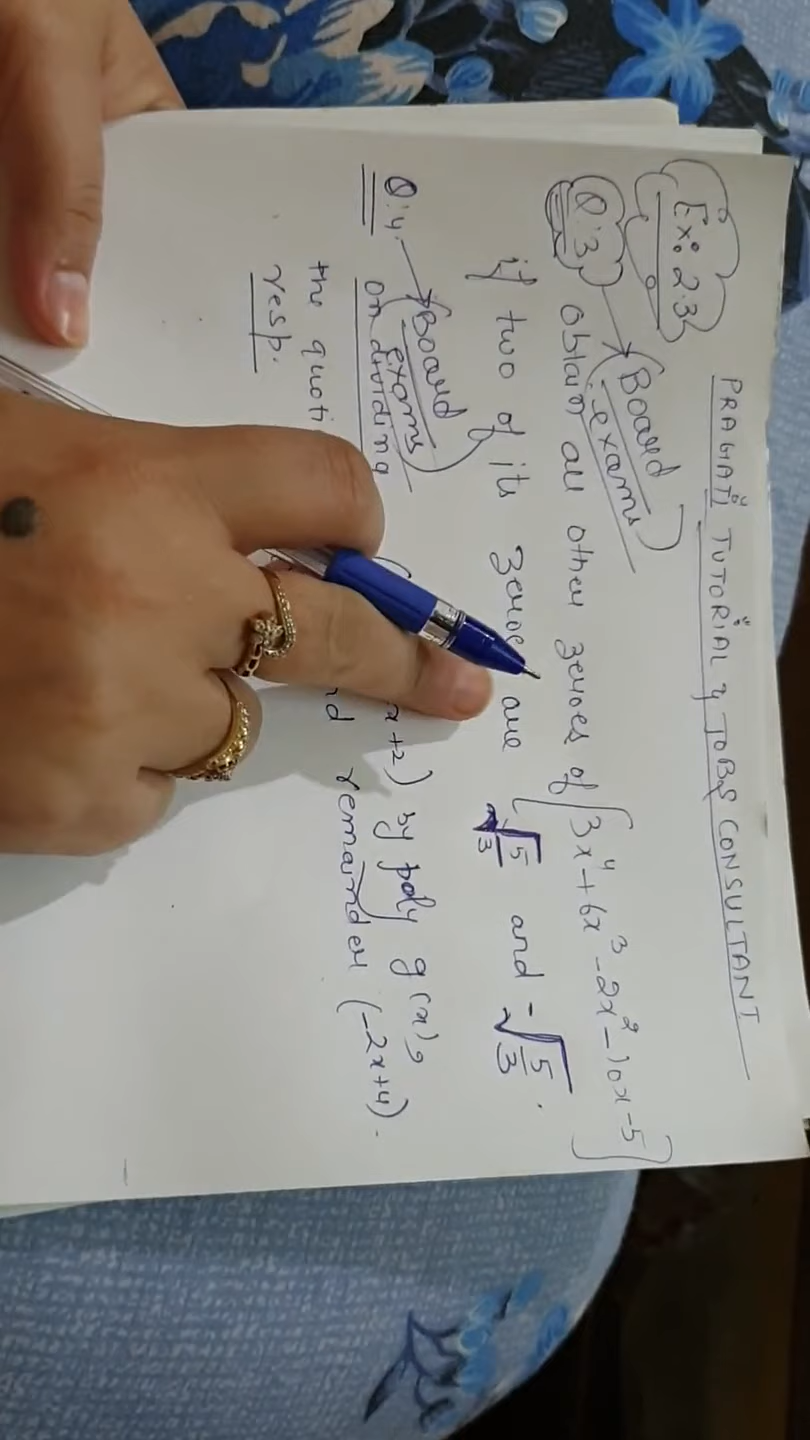 PRAGATI TUTORIAL & JOBS CONSULTANT
Ex: 2.3
Q.3 → (Board exams)
obtain all other zeroes of [3x⁴+6x³-2x²-10x-5]
if two of its zeroe are √5/3 and -√5/3.
Q.4. → (Board exams)
on dividing x+2) by poly g(x),
the quoti nd remainder (-2x+4).
resp.